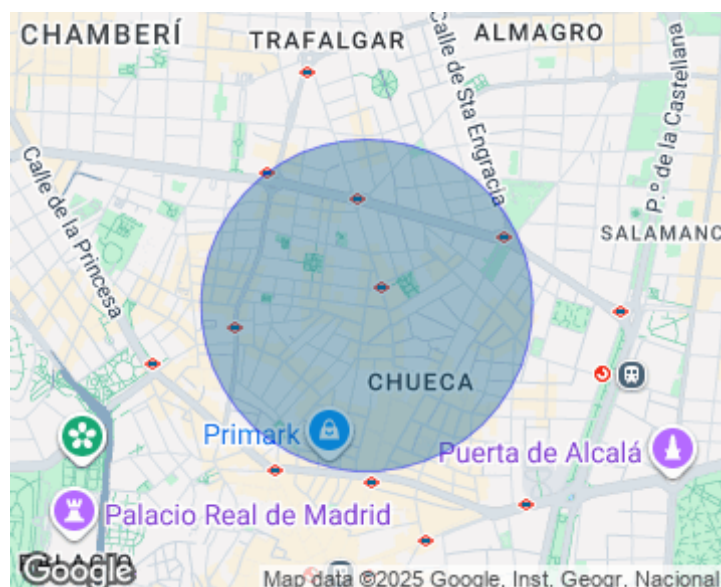 CHAMBERÍ
TRAFALGAR
ALMAGRO
Calle de Sta Engracia
P.º de la Castellana
Calle de la Princesa
SALAMANC
CHUECA
Primark
Puerta de Alcalá
Palacio Real de Madrid
Google
Map data ©2025 Google, Inst. Geogr. Nacional